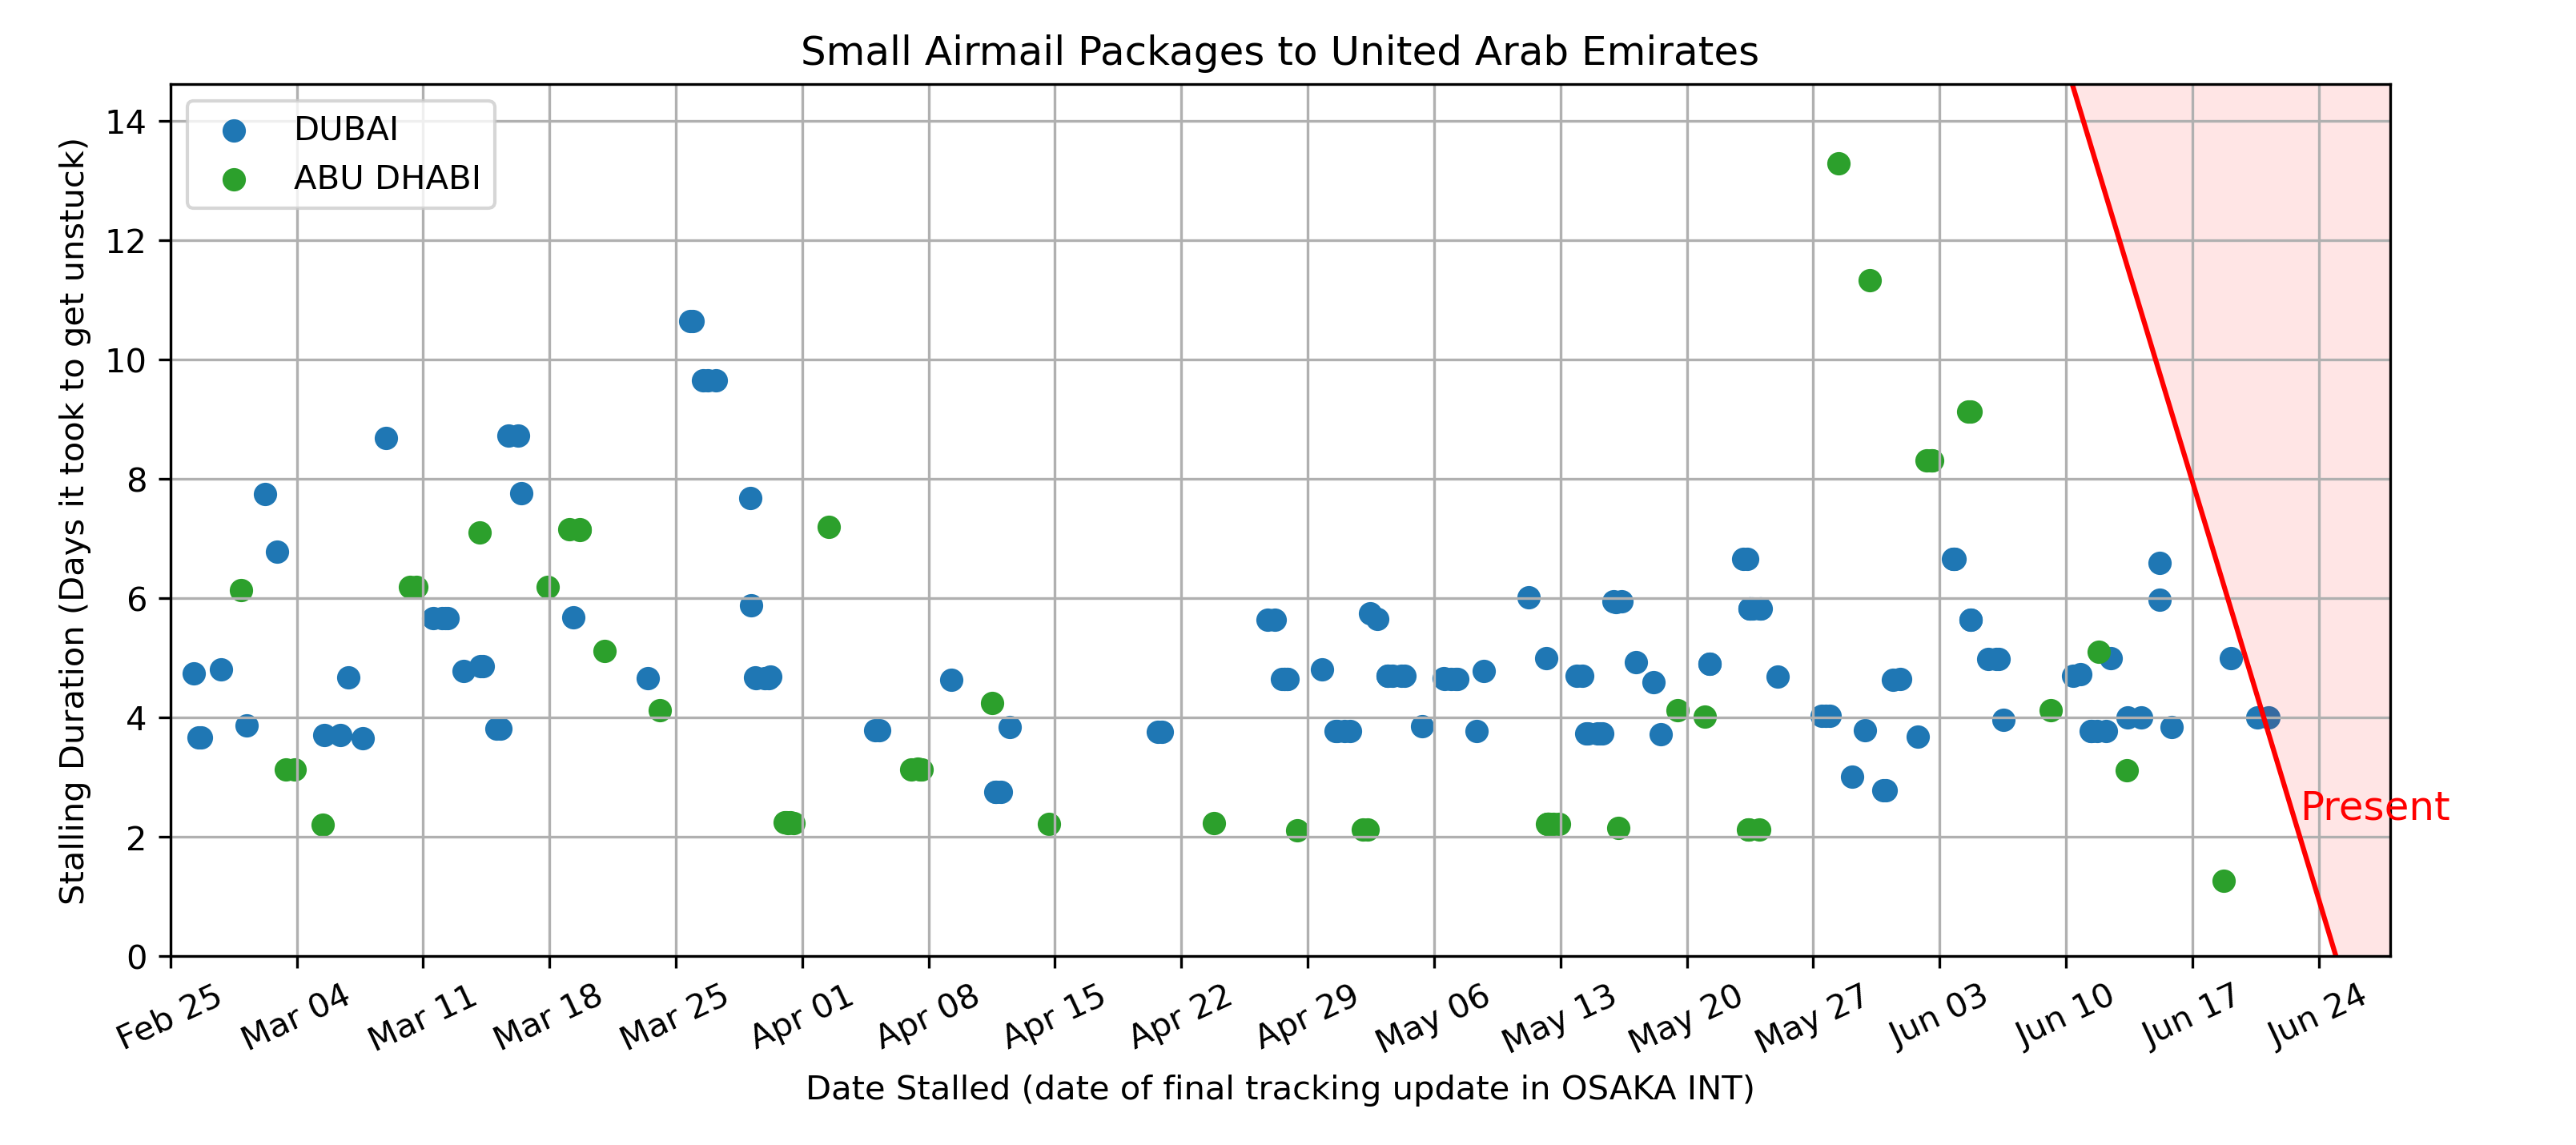 Small Airmail Packages to United Arab Emirates
DUBAI
ABU DHABI
Stalling Duration (Days it took to get unstuck)
14
12
10
8
6
4
2
0
Present
Feb 25
Mar 04
Mar 11
Mar 18
Mar 25
Apr 01
Apr 08
Apr 15
Apr 22
Apr 29
May 06
May 13
May 20
May 27
Jun 03
Jun 10
Jun 17
Jun 24
Date Stalled (date of final tracking update in OSAKA INT)